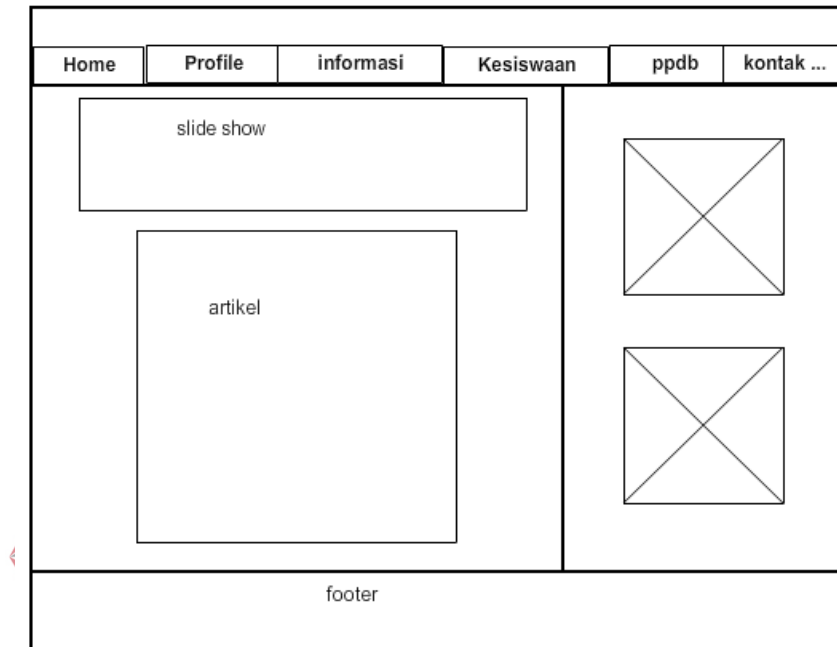 Home Profile informasi Kesiswaan ppdb kontak ...
slide show
artikel
footer